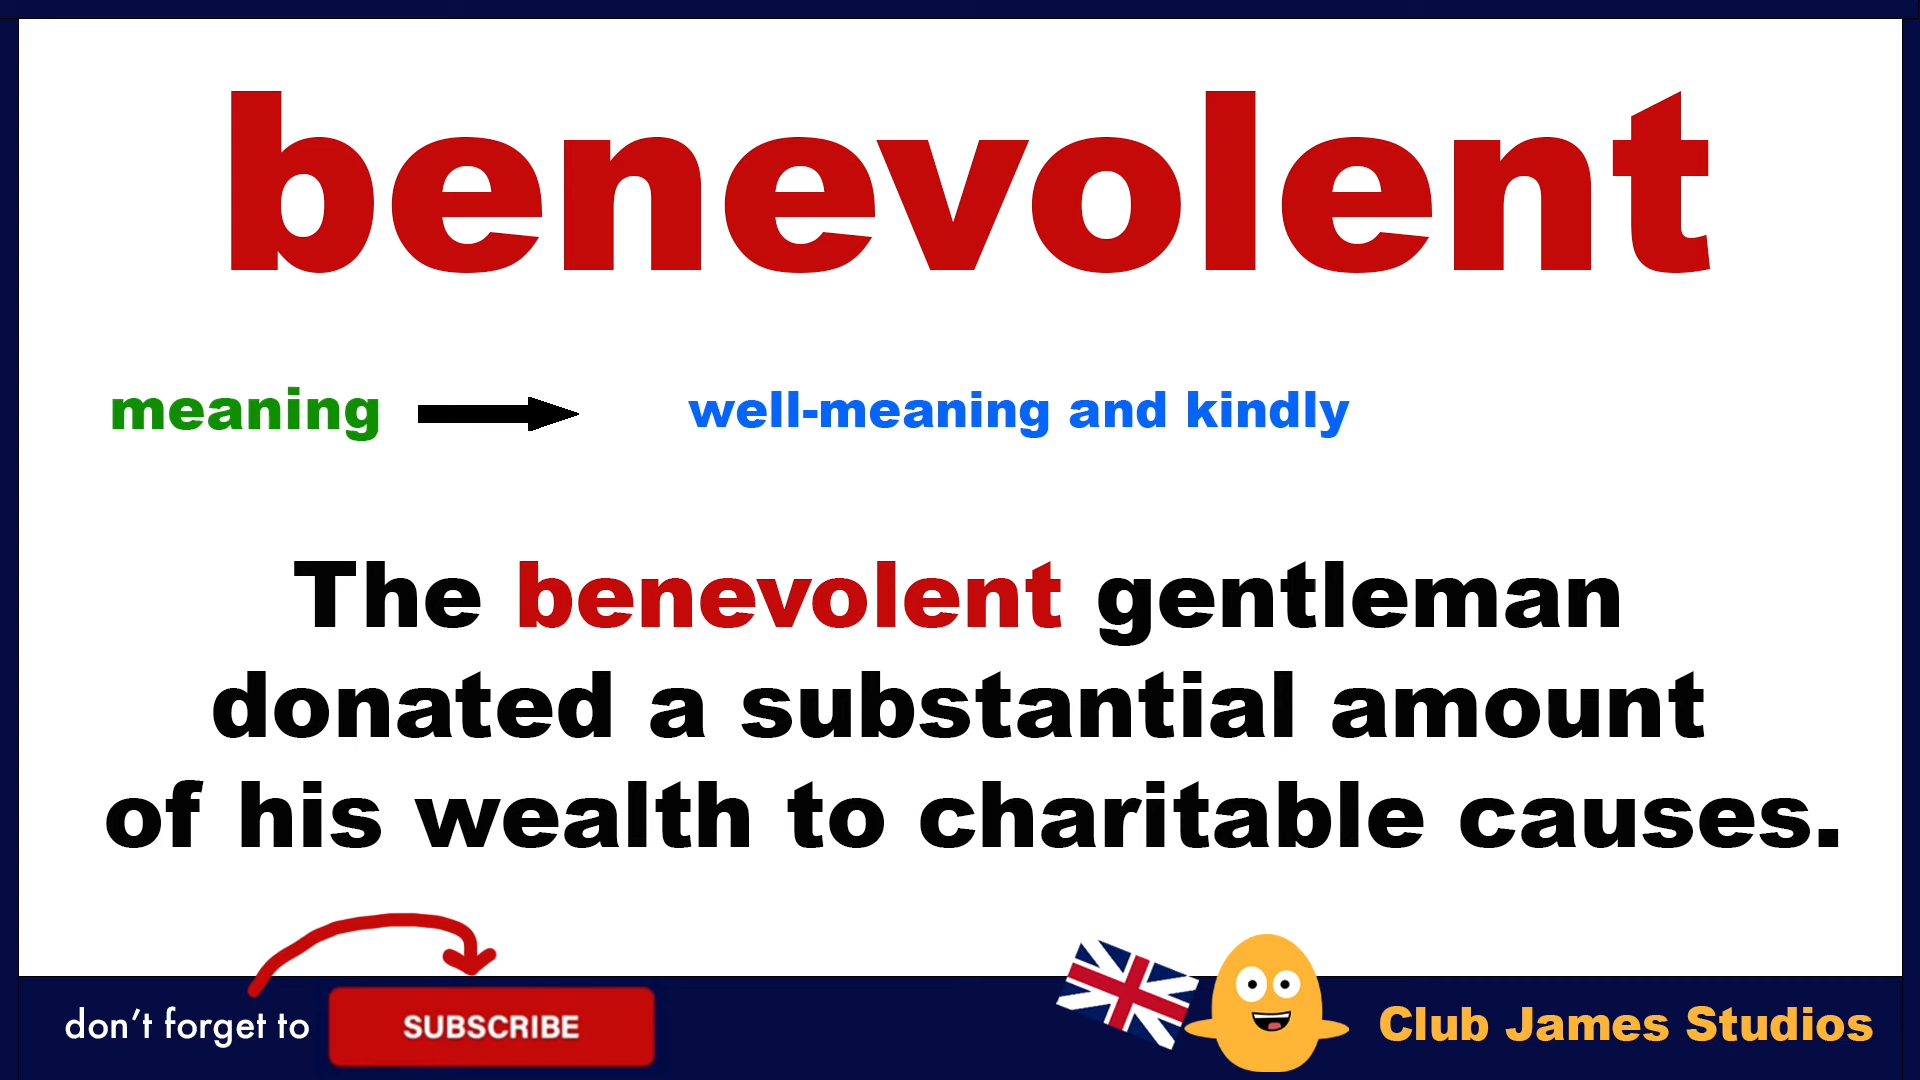 benevolent
meaning well-meaning and kindly
The benevolent gentleman
donated a substantial amount
of his wealth to charitable causes.
don't forget to SUBSCRIBE
Club James Studios